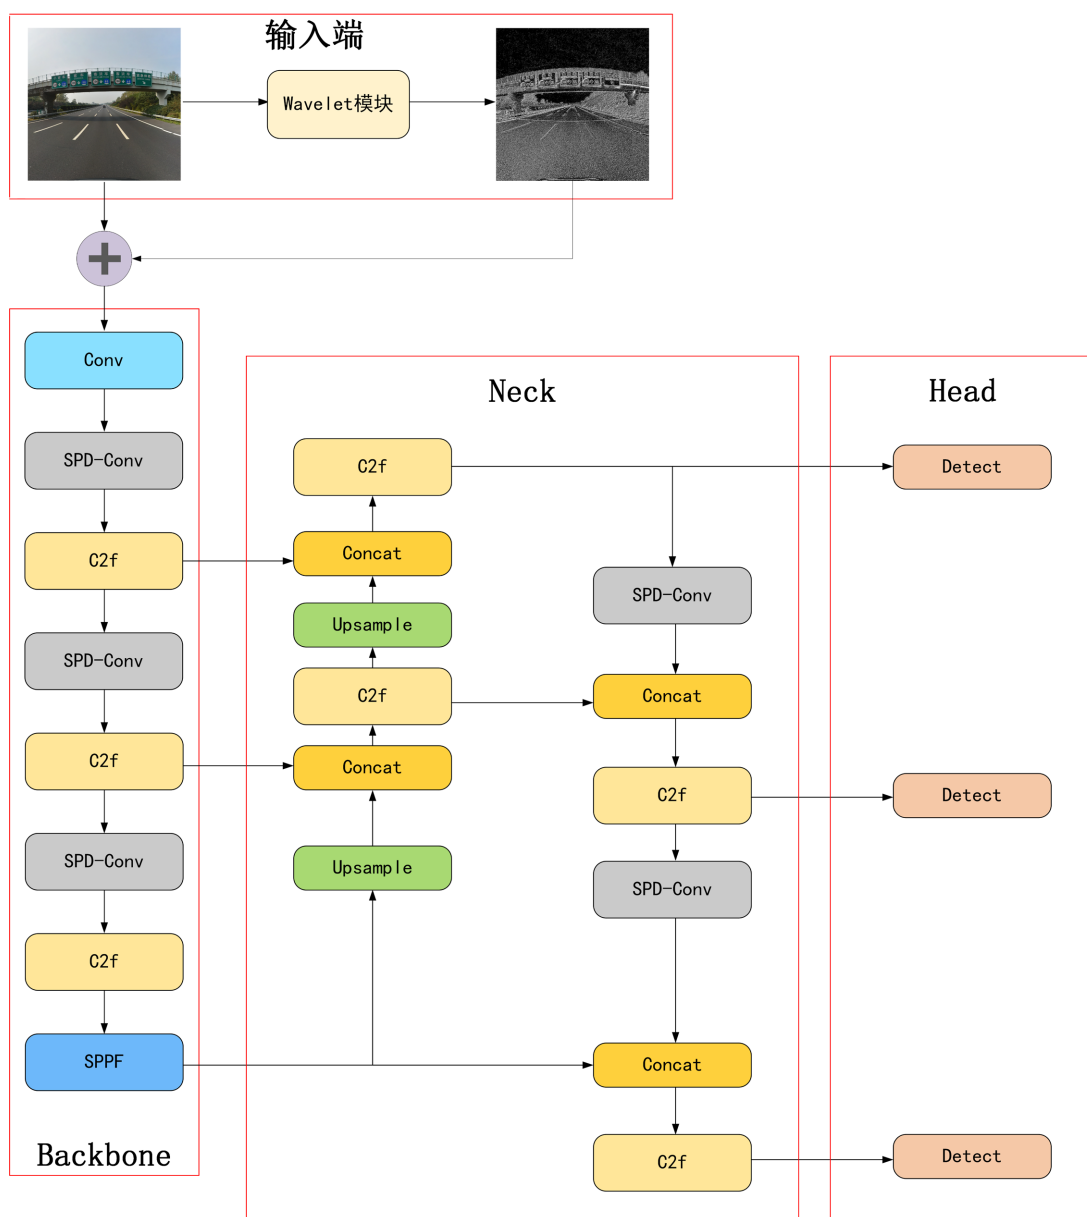 输入端
Wavelet模块
Conv
SPD-Conv
C2f
SPD-Conv
C2f
SPD-Conv
C2f
SPPF
Backbone
Neck
C2f
Concat
Upsample
C2f
Concat
Upsample
SPD-Conv
Concat
C2f
SPD-Conv
Concat
C2f
Head
Detect
Detect
Detect